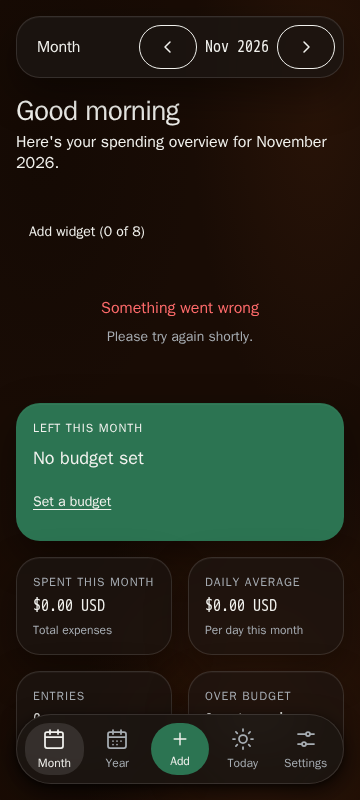 Month
Nov 2026
Good morning
Here's your spending overview for November
2026.
Add widget (0 of 8)
Something went wrong
Please try again shortly.
LEFT THIS MONTH
No budget set
Set a budget
SPENT THIS MONTH
$0.00 USD
Total expenses
DAILY AVERAGE
$0.00 USD
Per day this month
ENTRIES
OVER BUDGET
Month
Year
Add
Today
Settings